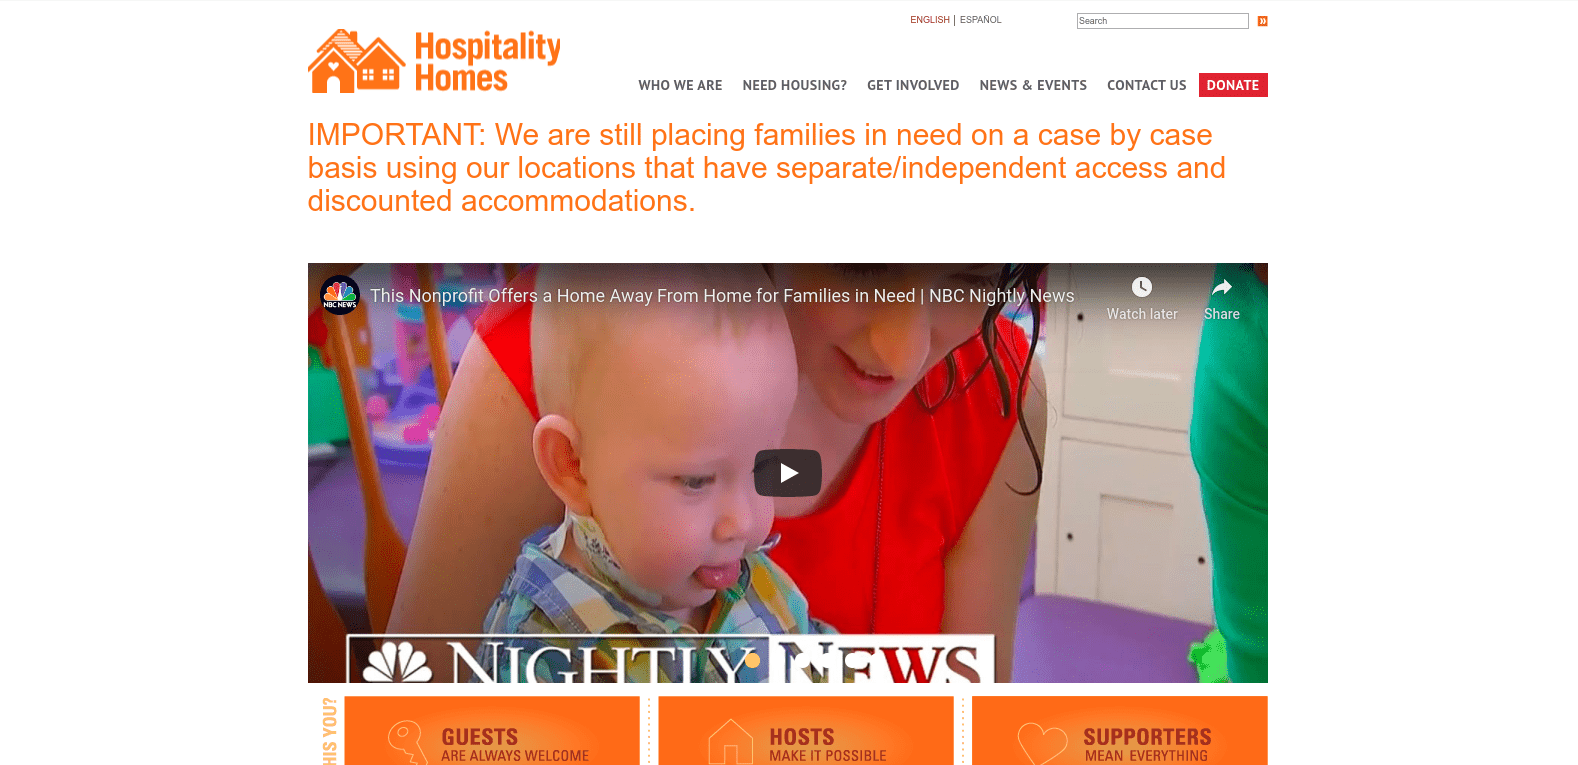 ENGLISH | ESPAÑOL
Search
Hospitality
Homes
WHO WE ARE
NEED HOUSING?
GET INVOLVED
NEWS & EVENTS
CONTACT US
DONATE
IMPORTANT: We are still placing families in need on a case by case
basis using our locations that have separate/independent access and
discounted accommodations.
NBC NEWS
This Nonprofit Offers a Home Away From Home for Families in Need | NBC Nightly News
Watch later
Share
NIGHTLY NEWS
HIS YOU?
GUESTS
ARE ALWAYS WELCOME
HOSTS
MAKE IT POSSIBLE
SUPPORTERS
MEAN EVERYTHING